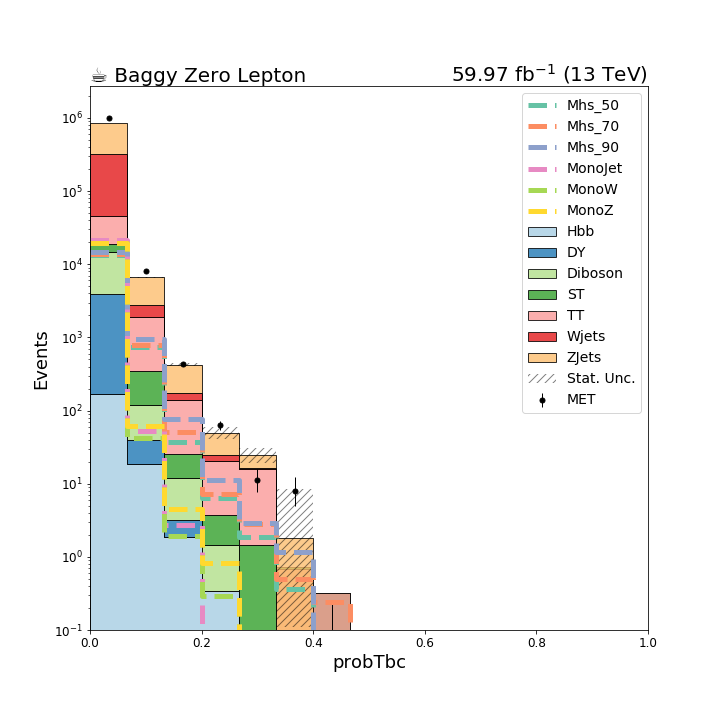 ☕ Baggy Zero Lepton
59.97 fb⁻¹ (13 TeV)
Mhs_50
Mhs_70
Mhs_90
MonoJet
MonoW
MonoZ
Hbb
DY
Diboson
ST
TT
Wjets
ZJets
Stat. Unc.
MET
Events
10⁶
10⁵
10⁴
10³
10²
10¹
10⁰
10⁻¹
0.0 0.2 0.4 0.6 0.8 1.0
probTbc